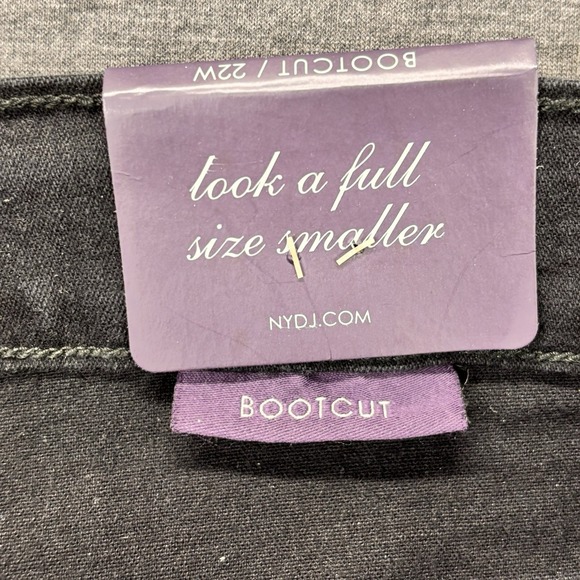 BOOTCUT / 22W
look a full
size smaller
NYDJ.COM
BOOTCUT